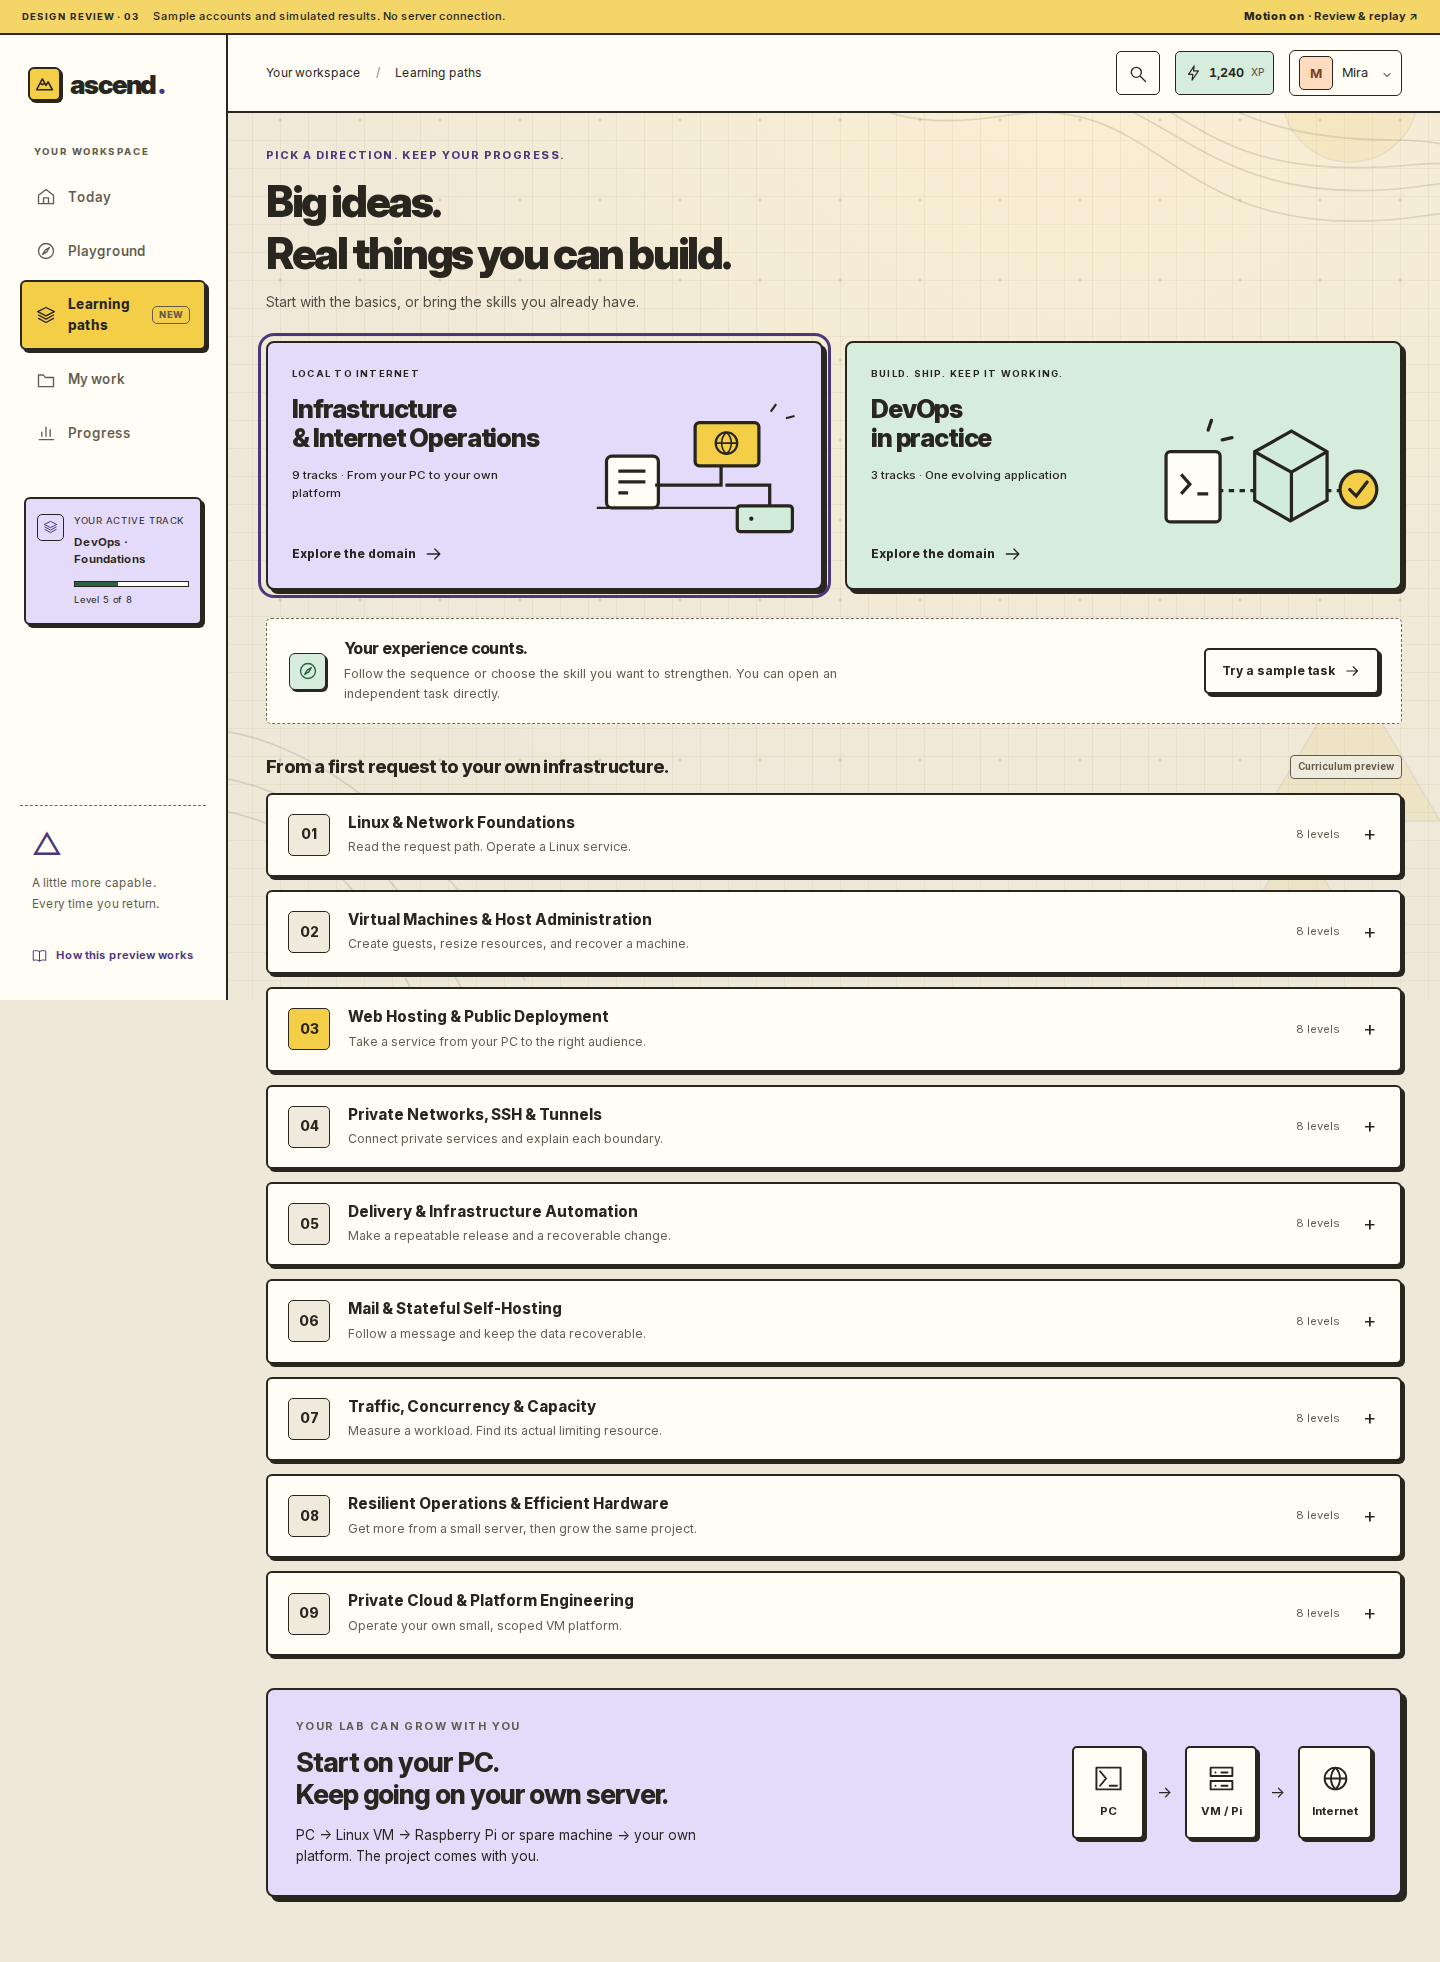 DESIGN REVIEW · 03 Sample accounts and simulated results. No server connection. Motion on · Review & replay ↗
ascend.
Your workspace / Learning paths
1,240 XP
M Mira
YOUR WORKSPACE
Today
Playground
Learning
paths
NEW
My work
Progress
YOUR ACTIVE TRACK
DevOps ·
Foundations
Level 5 of 8
A little more capable.
Every time you return.
How this preview works
PICK A DIRECTION. KEEP YOUR PROGRESS.
Big ideas.
Real things you can build.
Start with the basics, or bring the skills you already have.
LOCAL TO INTERNET
Infrastructure
& Internet Operations
9 tracks · From your PC to your own
platform
Explore the domain →
BUILD. SHIP. KEEP IT WORKING.
DevOps
in practice
3 tracks · One evolving application
Explore the domain →
Your experience counts.
Follow the sequence or choose the skill you want to strengthen. You can open an
independent task directly.
Try a sample task →
From a first request to your own infrastructure.
Curriculum preview
01 Linux & Network Foundations
Read the request path. Operate a Linux service.
8 levels +
02 Virtual Machines & Host Administration
Create guests, resize resources, and recover a machine.
8 levels +
03 Web Hosting & Public Deployment
Take a service from your PC to the right audience.
8 levels +
04 Private Networks, SSH & Tunnels
Connect private services and explain each boundary.
8 levels +
05 Delivery & Infrastructure Automation
Make a repeatable release and a recoverable change.
8 levels +
06 Mail & Stateful Self-Hosting
Follow a message and keep the data recoverable.
8 levels +
07 Traffic, Concurrency & Capacity
Measure a workload. Find its actual limiting resource.
8 levels +
08 Resilient Operations & Efficient Hardware
Get more from a small server, then grow the same project.
8 levels +
09 Private Cloud & Platform Engineering
Operate your own small, scoped VM platform.
8 levels +
YOUR LAB CAN GROW WITH YOU
Start on your PC.
Keep going on your own server.
PC → Linux VM → Raspberry Pi or spare machine → your own
platform. The project comes with you.
PC → VM / Pi → Internet